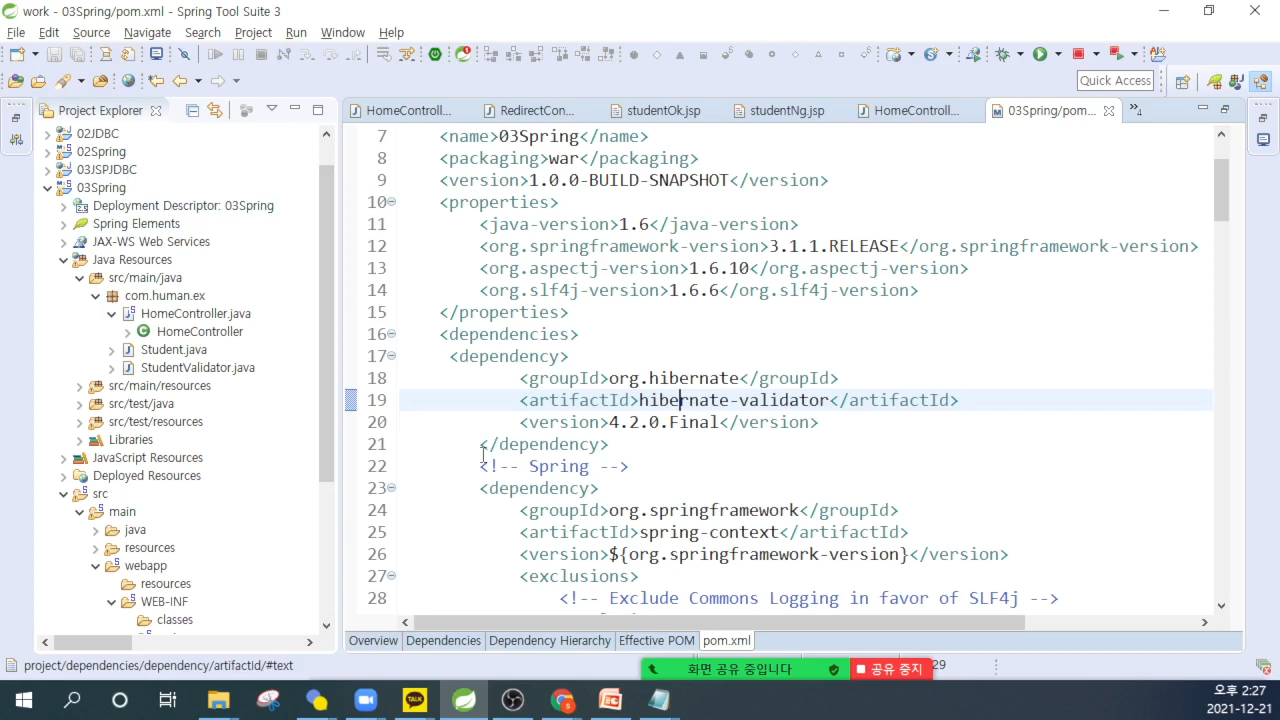 work - 03Spring/pom.xml - Spring Tool Suite 3
File Edit Source Navigate Search Project Run Window Help
Quick Access
Project Explorer
HomeControll...
RedirectCon...
studentOk.jsp
studentNg.jsp
HomeControll...
03Spring/pom...
»4
02JDBC
02Spring
03JSPJDBC
03Spring
Deployment Descriptor: 03Spring
Spring Elements
JAX-WS Web Services
Java Resources
src/main/java
com.human.ex
HomeController.java
HomeController
Student.java
StudentValidator.java
src/main/resources
src/test/java
src/test/resources
Libraries
JavaScript Resources
Deployed Resources
src
main
java
resources
webapp
resources
WEB-INF
classes
7 <name>03Spring</name>
8 <packaging>war</packaging>
9 <version>1.0.0-BUILD-SNAPSHOT</version>
10 <properties>
11 <java-version>1.6</java-version>
12 <org.springframework-version>3.1.1.RELEASE</org.springframework-version>
13 <org.aspectj-version>1.6.10</org.aspectj-version>
14 <org.slf4j-version>1.6.6</org.slf4j-version>
15 </properties>
16 <dependencies>
17 <dependency>
18 <groupId>org.hibernate</groupId>
19 <artifactId>hibernate-validator</artifactId>
20 <version>4.2.0.Final</version>
21 </dependency>
22 <!-- Spring -->
23 <dependency>
24 <groupId>org.springframework</groupId>
25 <artifactId>spring-context</artifactId>
26 <version>${org.springframework-version}</version>
27 <exclusions>
28 <!-- Exclude Commons Logging in favor of SLF4j -->
Overview Dependencies Dependency Hierarchy Effective POM pom.xml
project/dependencies/dependency/artifactId/#text
화면 공유 중입니다
공유 중지
29
TALK
오후 2:27
2021-12-21